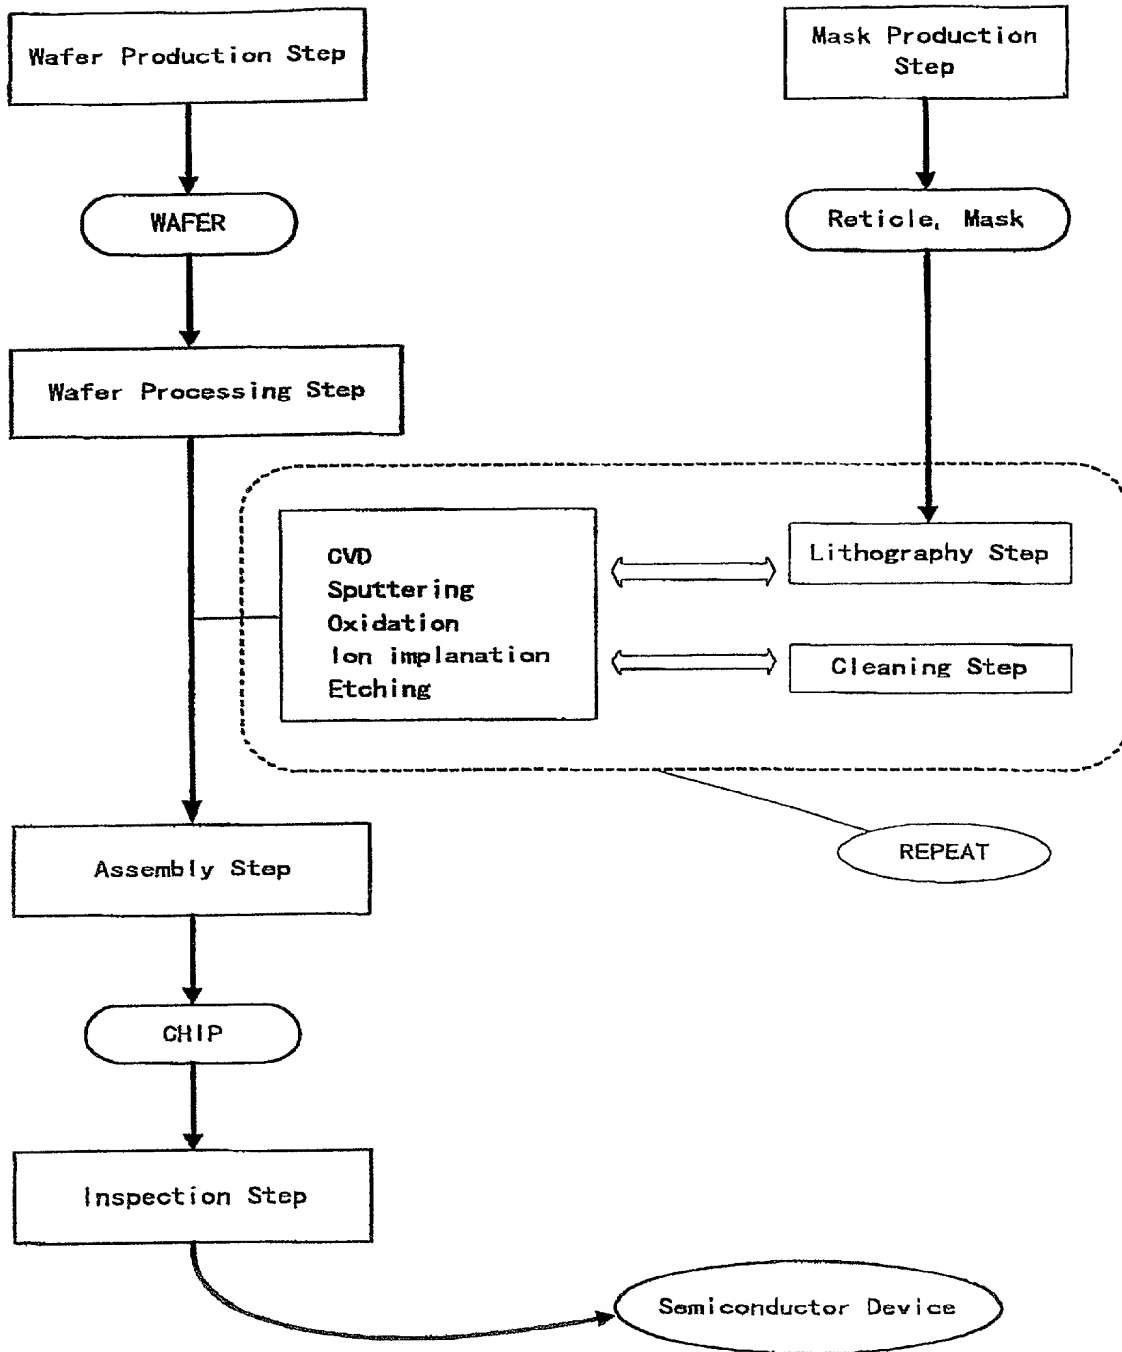 Wafer Production Step
Mask Production
Step
WAFER
Reticle, Mask
Wafer Processing Step
CVD
Sputtering
Oxidation
Ion implanation
Etching
Lithography Step
Cleaning Step
REPEAT
Assembly Step
CHIP
Inspection Step
Semiconductor Device